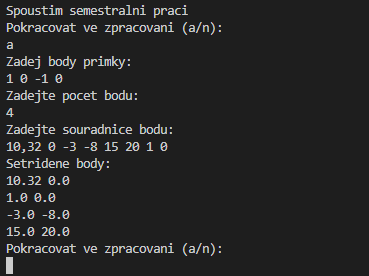 Spoustim semestralni praci
Pokracovat ve zpracovani (a/n):
a
Zadej body primky:
1 0 -1 0
Zadejte pocet bodu:
4
Zadejte souradnice bodu:
10,32 0 -3 -8 15 20 1 0
Setridene body:
10.32 0.0
1.0 0.0
-3.0 -8.0
15.0 20.0
Pokracovat ve zpracovani (a/n):